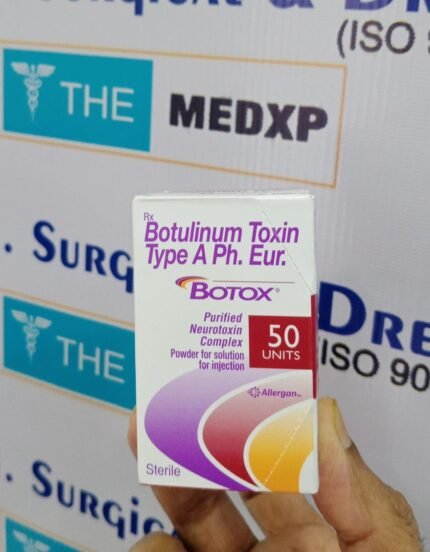 (ISO 9
THE MEDXP
. SURG
DRE
ISO 90
THE
. SURGIC
Rx
Botulinum Toxin
Type A Ph. Eur.
BOTOX®
Purified
Neurotoxin
Complex
Powder for solution
for injection
50
UNITS
Allergan
Sterile